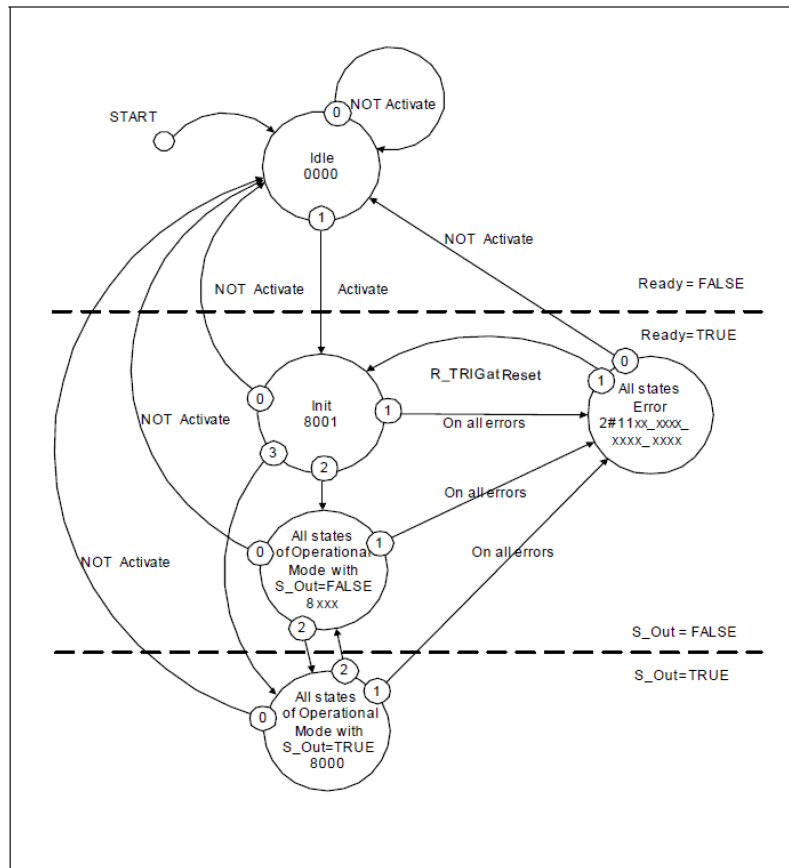 NOT Activate
0
START
Idle
0000
1
NOT Activate
NOT Activate
Activate
Ready = FALSE
Ready=TRUE
R_TRIGat Reset
0
1
All states
Error
2#11xx_xxxx_
xxxx_xxxx
0
Init
8001
1
On all errors
3
2
NOT Activate
On all errors
0
All states
of Operational
Mode with
S_Out=FALSE
8xxx
1
On all errors
NOT Activate
2
S_Out = FALSE
2
S_Out=TRUE
0
All states
of Operational
Mode with
S_Out=TRUE
8000
1